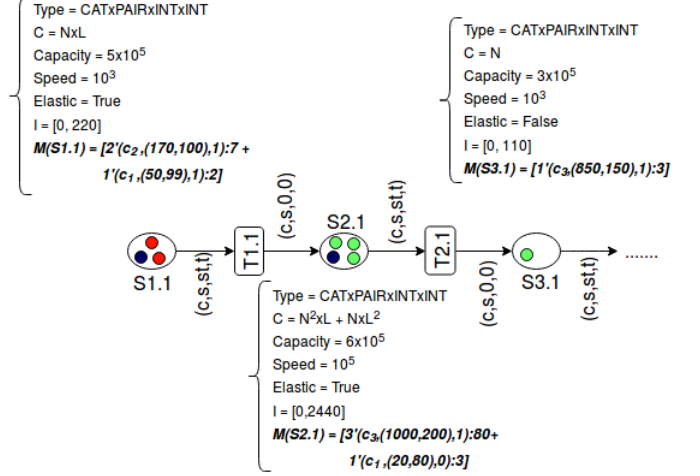 Type = CATxPAIRxINTxINT
C = NxL
Capacity = 5x10⁵
Speed = 10³
Elastic = True
I = [0, 220]
M(S1.1) = [2'(c₂,(170,100),1):7 +
1'(c₁,(50,99),1):2]
Type = CATxPAIRxINTxINT
C = N
Capacity = 3x10⁵
Speed = 10³
Elastic = False
I = [0, 110]
M(S3.1) = [1'(c₃,(850,150),1):3]
S1.1
(c,s,st,t)
T1.1
(c,s,0,0)
S2.1
(c,s,st,t)
T2.1
(c,s,0,0)
S3.1
(c,s,st,t)
.......
Type = CATxPAIRxINTxINT
C = N²xL + NxL²
Capacity = 6x10⁵
Speed = 10⁵
Elastic = True
I = [0,2440]
M(S2.1) = [3'(c₃,(1000,200),1):80+
1'(c₁,(20,80),0):3]